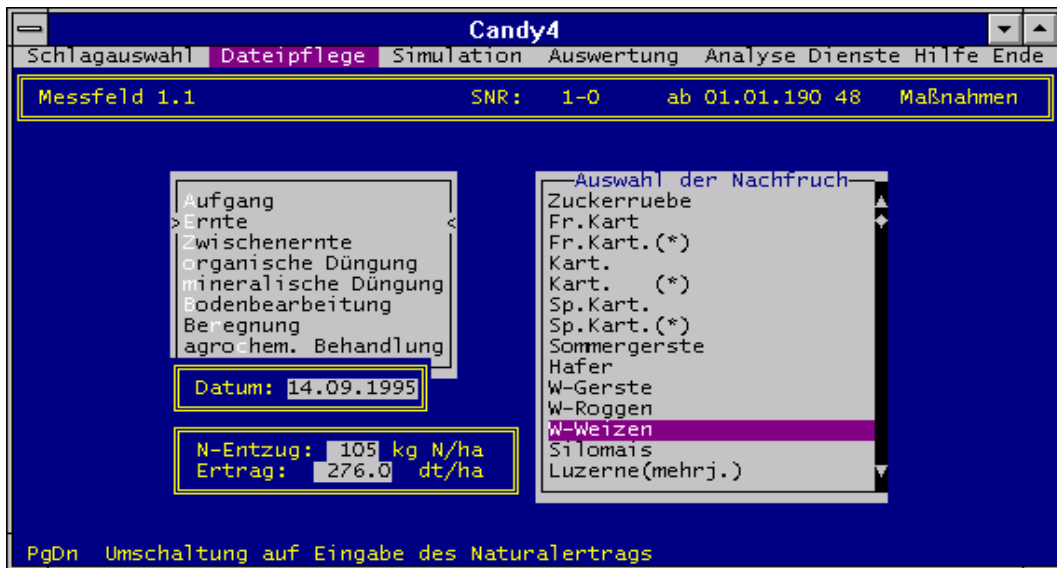 Candy4
Schlagauswahl Dateipflege Simulation Auswertung Analyse Dienste Hilfe Ende
Messfeld 1.1 SNR: 1-0 ab 01.01.190 48 Maßnahmen
Aufgang
>Ernte <
Zwischenernte
organische Düngung
mineralische Düngung
Bodenbearbeitung
Beregnung
agrochem. Behandlung
Datum: 14.09.1995
N-Entzug: 105 kg N/ha
Ertrag: 276.0 dt/ha
Auswahl der Nachfruch
Zuckerruebe
Fr.Kart
Fr.Kart.(*)
Kart.
Kart. (*)
Sp.Kart.
Sp.Kart.(*)
Sommergerste
Hafer
W-Gerste
W-Roggen
W-Weizen
Silomais
Luzerne(mehrj.)
PgDn Umschaltung auf Eingabe des Naturalertrags